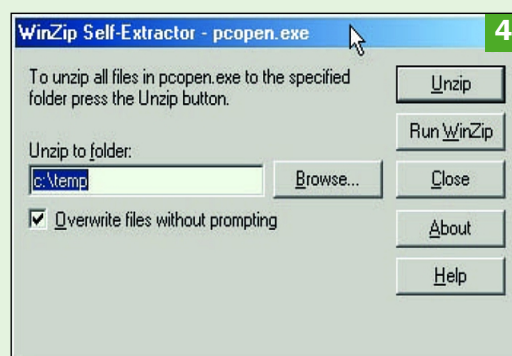 WinZip Self-Extractor - pcopen.exe
4
To unzip all files in pcopen.exe to the specified
folder press the Unzip button.
Unzip
Run WinZip
Unzip to folder:
c:\temp
Browse...
Close
Overwrite files without prompting
About
Help